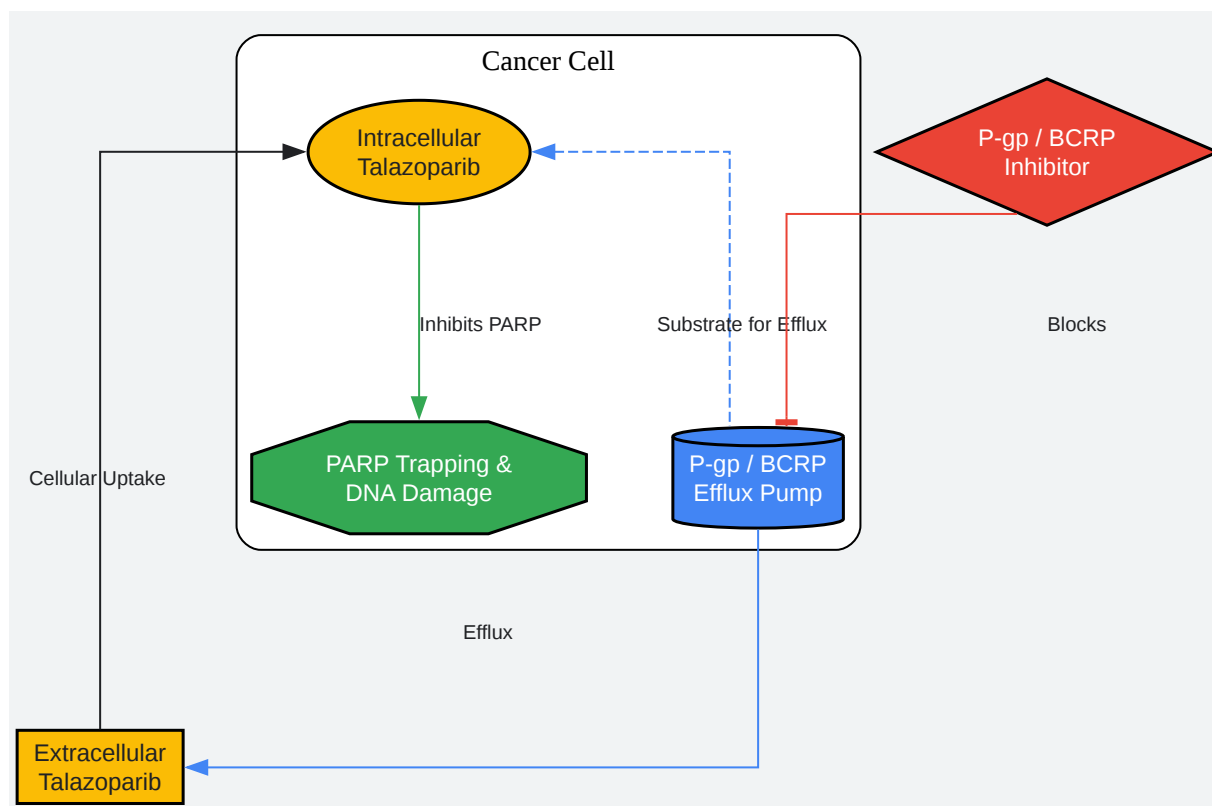 Cancer Cell
Intracellular
Talazoparib
P-gp / BCRP
Inhibitor
Inhibits PARP
Substrate for Efflux
Blocks
Cellular Uptake
PARP Trapping &
DNA Damage
P-gp / BCRP
Efflux Pump
Efflux
Extracellular
Talazoparib